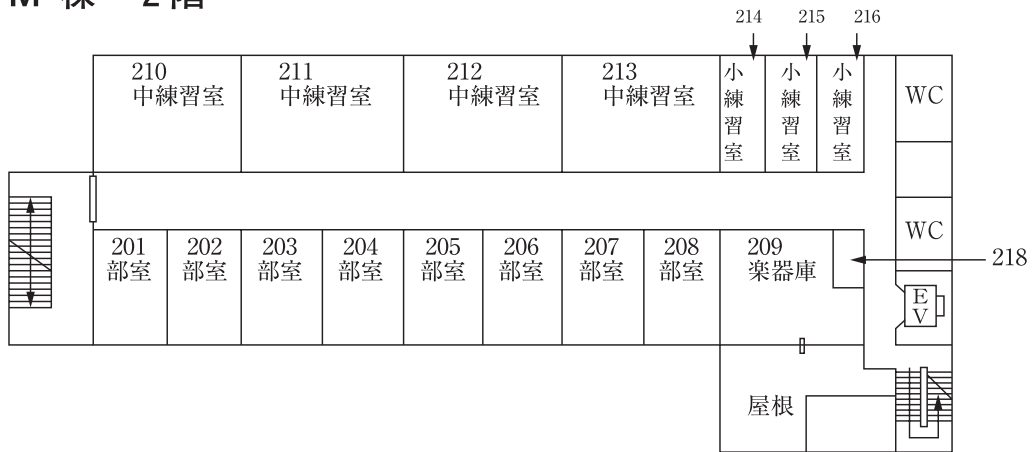 M 棟 2階
214 215 216
210
中練習室
211
中練習室
212
中練習室
213
中練習室
小練習室
小練習室
小練習室
WC
WC
201
部室
202
部室
203
部室
204
部室
205
部室
206
部室
207
部室
208
部室
209
楽器庫
218
EV
屋根